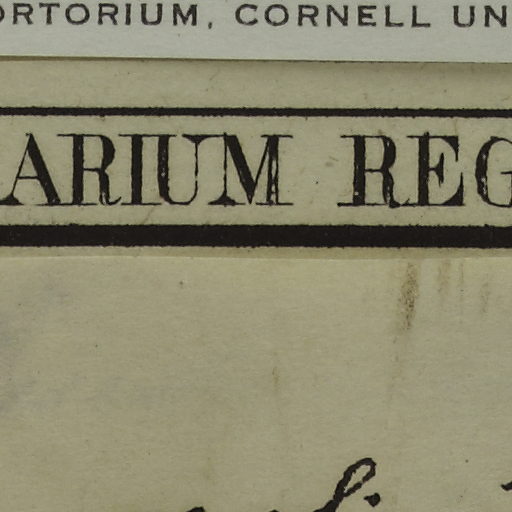 ORTORIUM, CORNELL UN
ARIUM REG